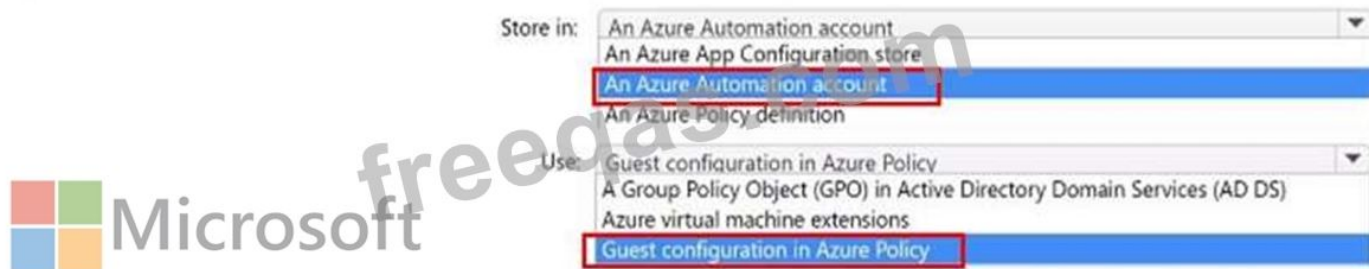 Store in: An Azure Automation account
An Azure App Configuration store
An Azure Automation account
An Azure Policy definition
Use: Guest configuration in Azure Policy
A Group Policy Object (GPO) in Active Directory Domain Services (AD DS)
Azure virtual machine extensions
Guest configuration in Azure Policy
Microsoft
freeqas.com